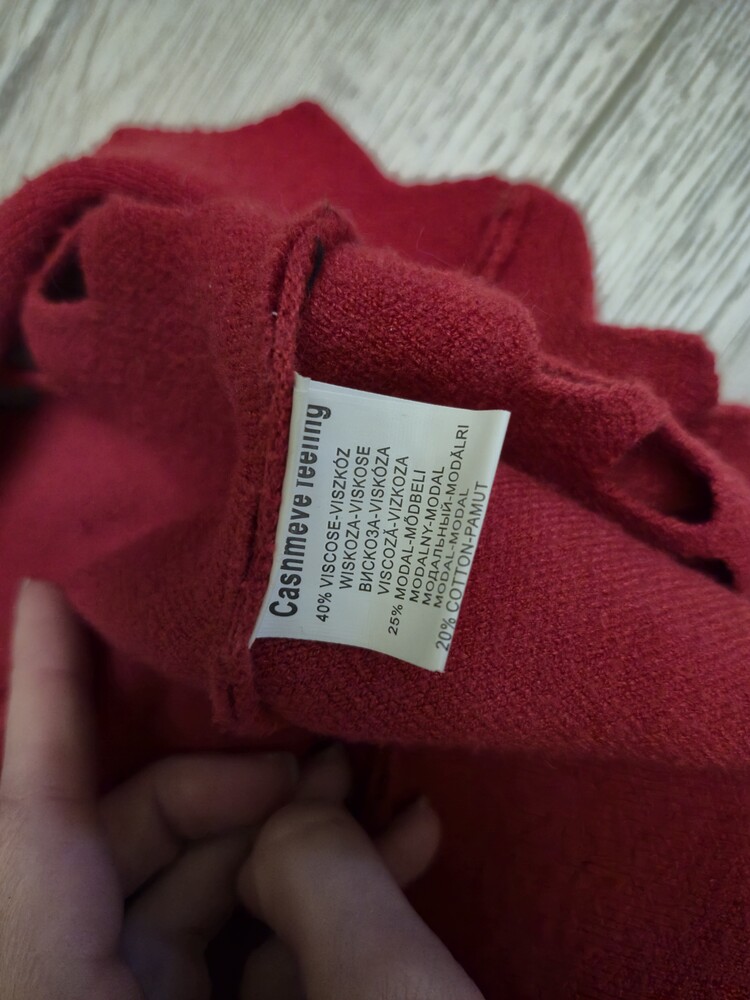 Cashmeve feeling
40% VISCOSE-VISZKÓZ
WISKOZA-VISKOSE
ВИСКОЗА-VISKÓZA
VISCOZĂ-VIZKOZA
25% MODAL-MÓDBELI
MODALNY-MODAL
МОДАЛЬНЫЙ-MODĂLRI
MODAL-MODAL
20% COTTON-PAMUT